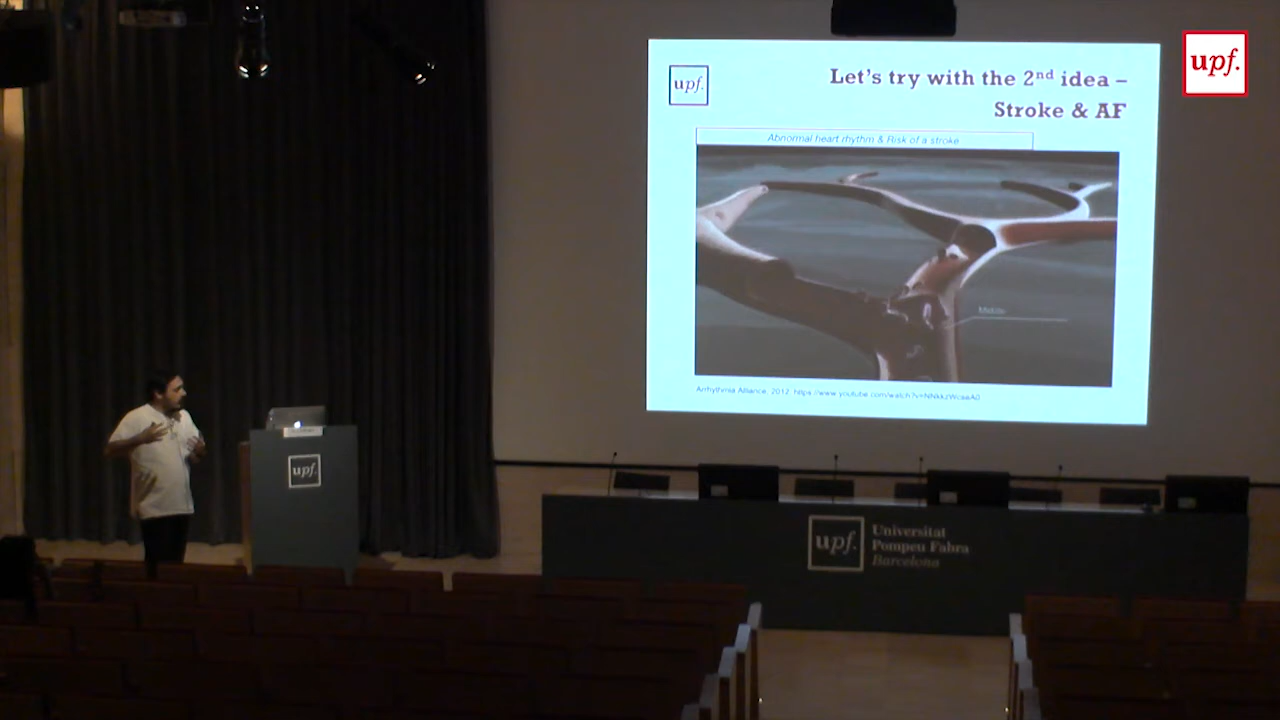 upf.
upf.
Let's try with the 2nd idea –
Stroke & AF
Abnormal heart rhythm & Risk of a stroke
Arrhythmia Alliance, 2012.
upf.
upf.
Universitat
Pompeu Fabra
Barcelona